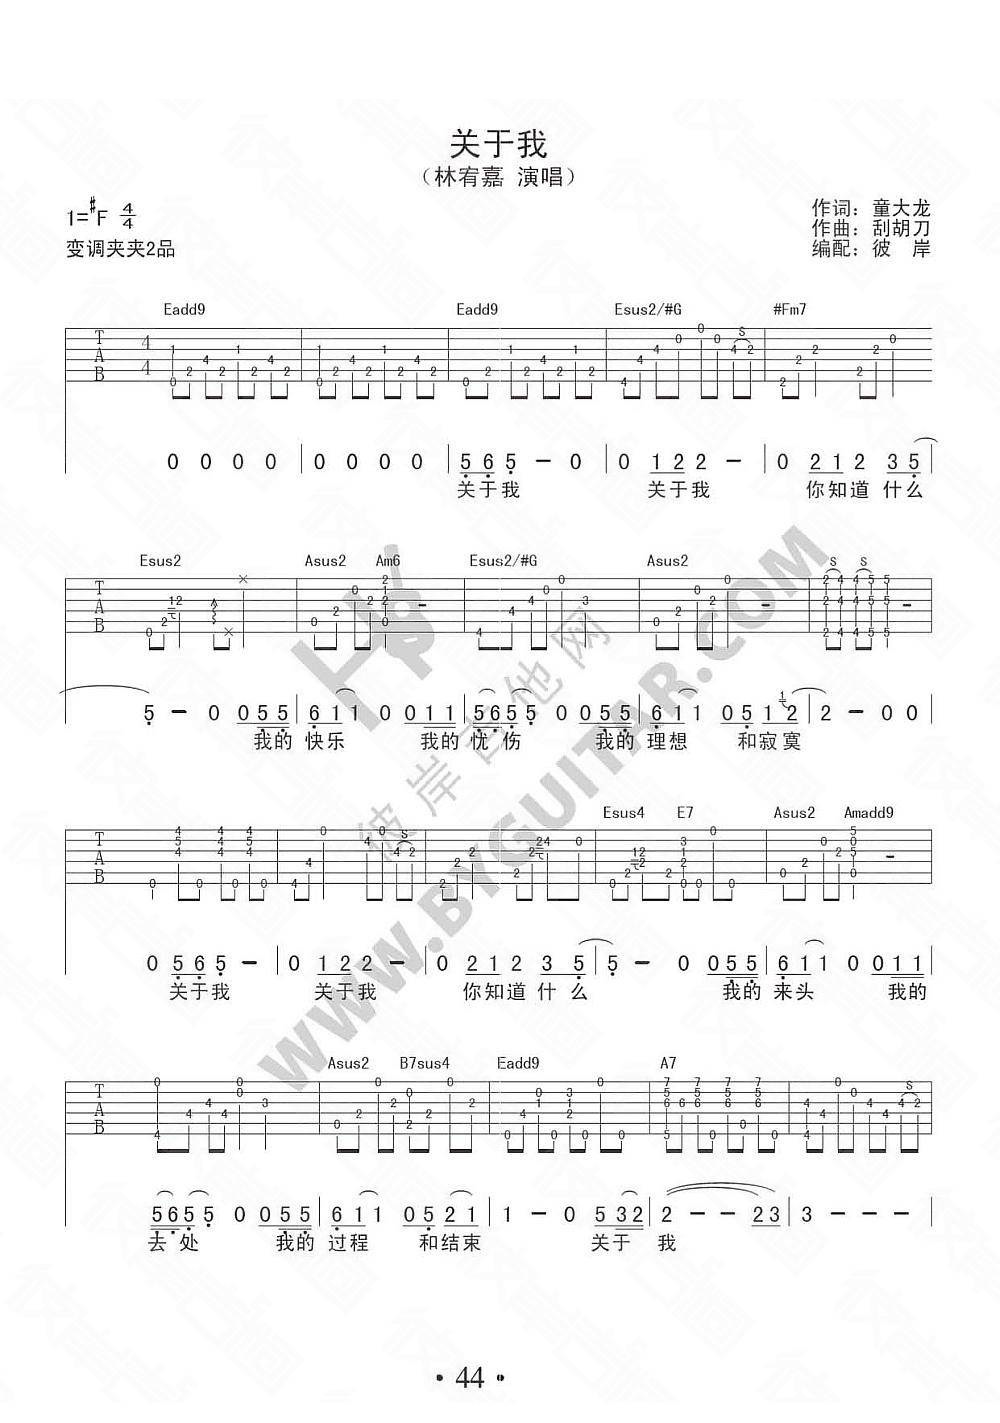 关于我
（林宥嘉 演唱）
1=#F 4/4
变调夹夹2品
作词：童大龙
作曲：刮胡刀
编配：彼 岸
Eadd9 Eadd9 Esus2/#G #Fm7
T A B 4 4
0 0 0 0 0 0 0 0 5 6 5 - 0 0 1 2 2 - 0 2 1 2 3 5
关于我 关于我 你知道 什么
Esus2 Asus2 Am6 Esus2/#G Asus2
T A B
5 - 0 0 5 5 6 1 1 0 0 1 1 5 6 5 5 0 0 5 5 6 1 1 0 5 1 2 2 - 0 0
我的 快乐 我的 忧 伤 我的 理想 和寂寞
Esus4 E7 Asus2 Amadd9
T A B
0 5 6 5 - 0 1 2 2 - 0 2 1 2 3 5 5 - 0 0 5 5 6 1 1 0 0 1 1
关于我 关于我 你知道 什么 我的 来头 我的
Asus2 B7sus4 Eadd9 A7
T A B
5 6 5 5 0 0 5 5 6 1 1 0 5 2 1 1 - 0 5 3 2 2 - - 2 3 3 - - -
去 处 我的 过程 和结束 关于 我
彼岸吉他网
WWW.BYGUITAR.COM
· 44 ·